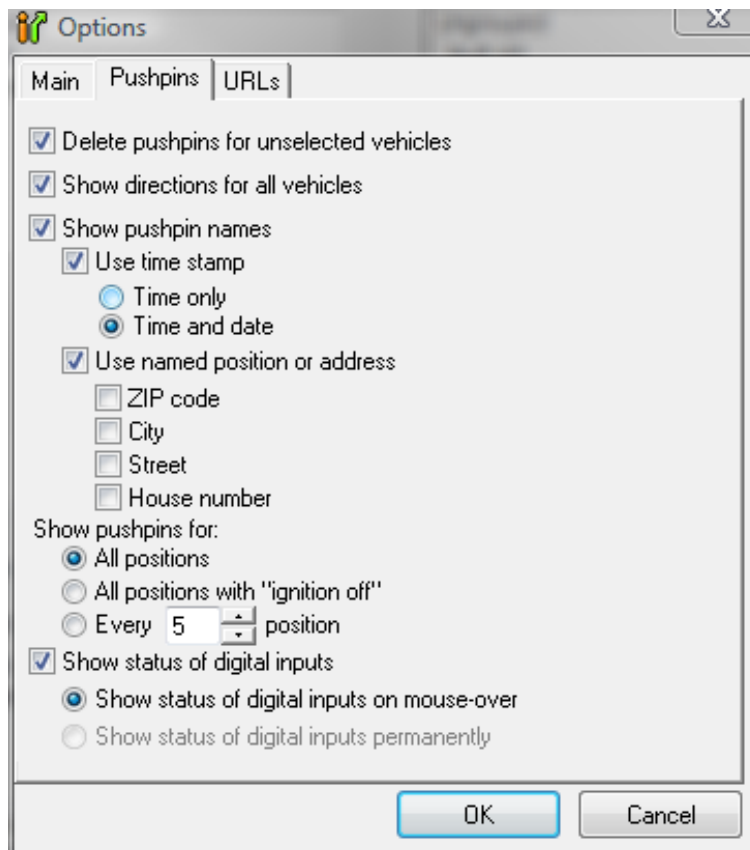 Options
Main Pushpins URLs
Delete pushpins for unselected vehicles
Show directions for all vehicles
Show pushpin names
Use time stamp
Time only
Time and date
Use named position or address
ZIP code
City
Street
House number
Show pushpins for:
All positions
All positions with "ignition off"
Every 5 position
Show status of digital inputs
Show status of digital inputs on mouse-over
Show status of digital inputs permanently
OK Cancel